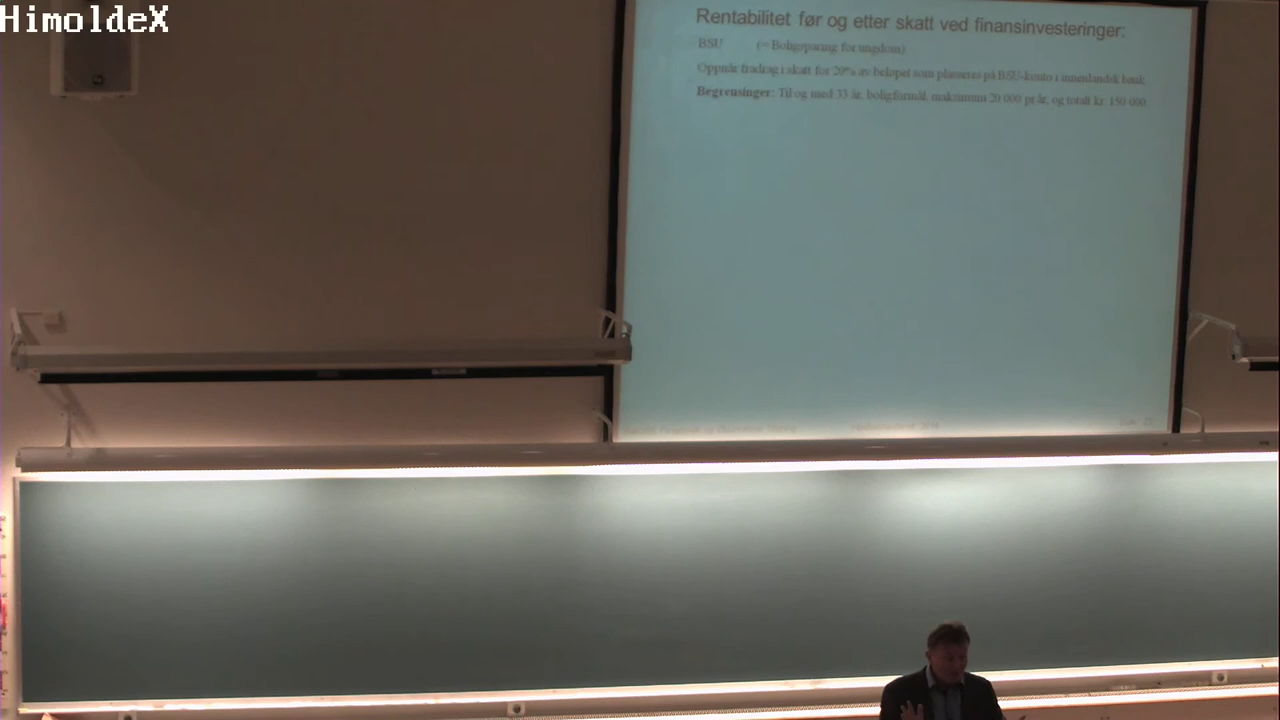 HimoldeX
Rentabilitet før og etter skatt ved finansinvesteringer:
BSU (= Boligsparing for ungdom)
Oppnår fradrag i skatt for 20% av beløpet som plasseres på BSU-konto i innenlandsk bank
Begrensinger: Til og med 33 år, boligformål, maksimum 20 000 pr år, og totalt kr. 150 000